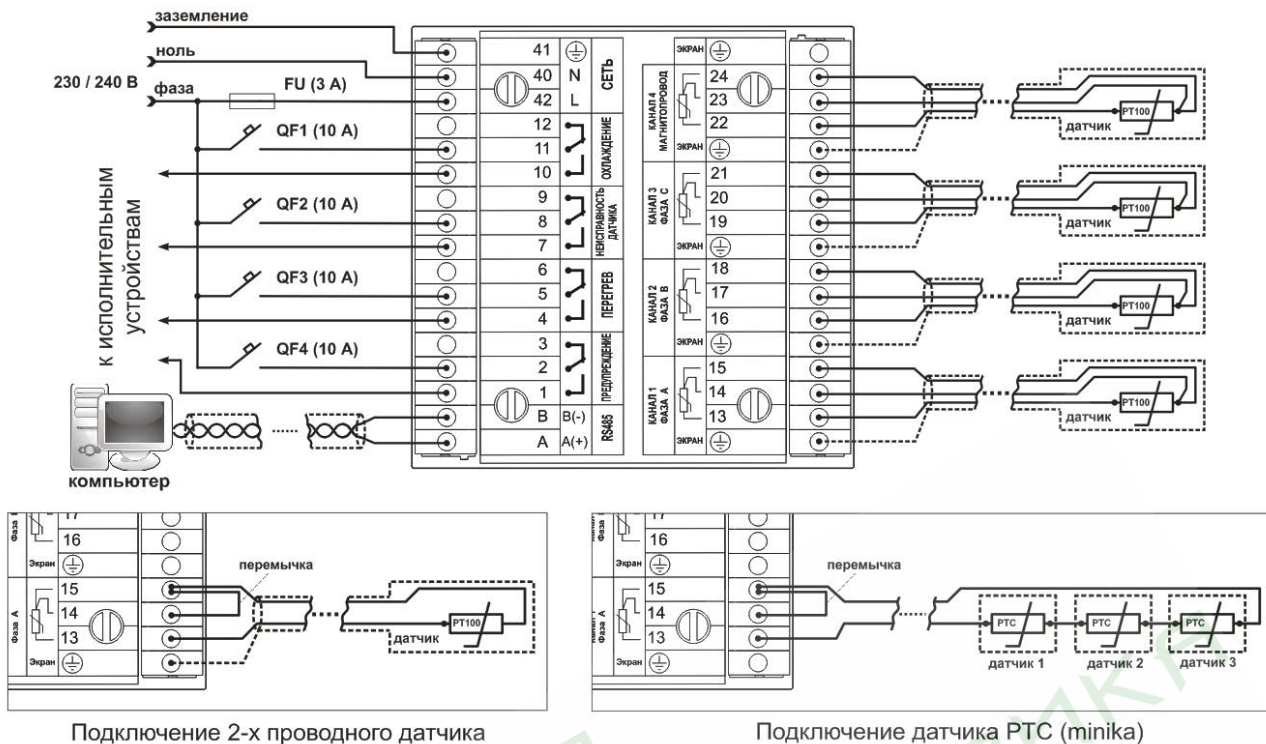 заземление
ноль
230 / 240 В
фаза
FU (3 А)
QF1 (10 А)
QF2 (10 А)
QF3 (10 А)
QF4 (10 А)
к исполнительным
устройствам
компьютер
41
40 N
42 L
СЕТЬ
12
11
10
ОХЛАЖДЕНИЕ
9
8
7
НЕИСПРАВНОСТЬ
ДАТЧИКА
6
5
4
ПЕРЕГРЕВ
3
2
1
ПРЕДУПРЕЖДЕНИЕ
B B(-)
A A(+)
RS485
ЭКРАН
КАНАЛ 4
МАГНИТОПРОВОД
24
23
22
ЭКРАН
КАНАЛ 3
ФАЗА С
21
20
19
ЭКРАН
КАНАЛ 2
ФАЗА В
18
17
16
ЭКРАН
КАНАЛ 1
ФАЗА А
15
14
13
ЭКРАН
PT100
датчик
PT100
датчик
PT100
датчик
PT100
датчик
17
16
Экран
15
14
13
Фаза А
Экран
перемычка
PT100
датчик
Подключение 2-х проводного датчика
17
16
Экран
15
14
13
Фаза А
Экран
перемычка
PTC
PTC
PTC
датчик 1
датчик 2
датчик 3
Подключение датчика PTC (minika)